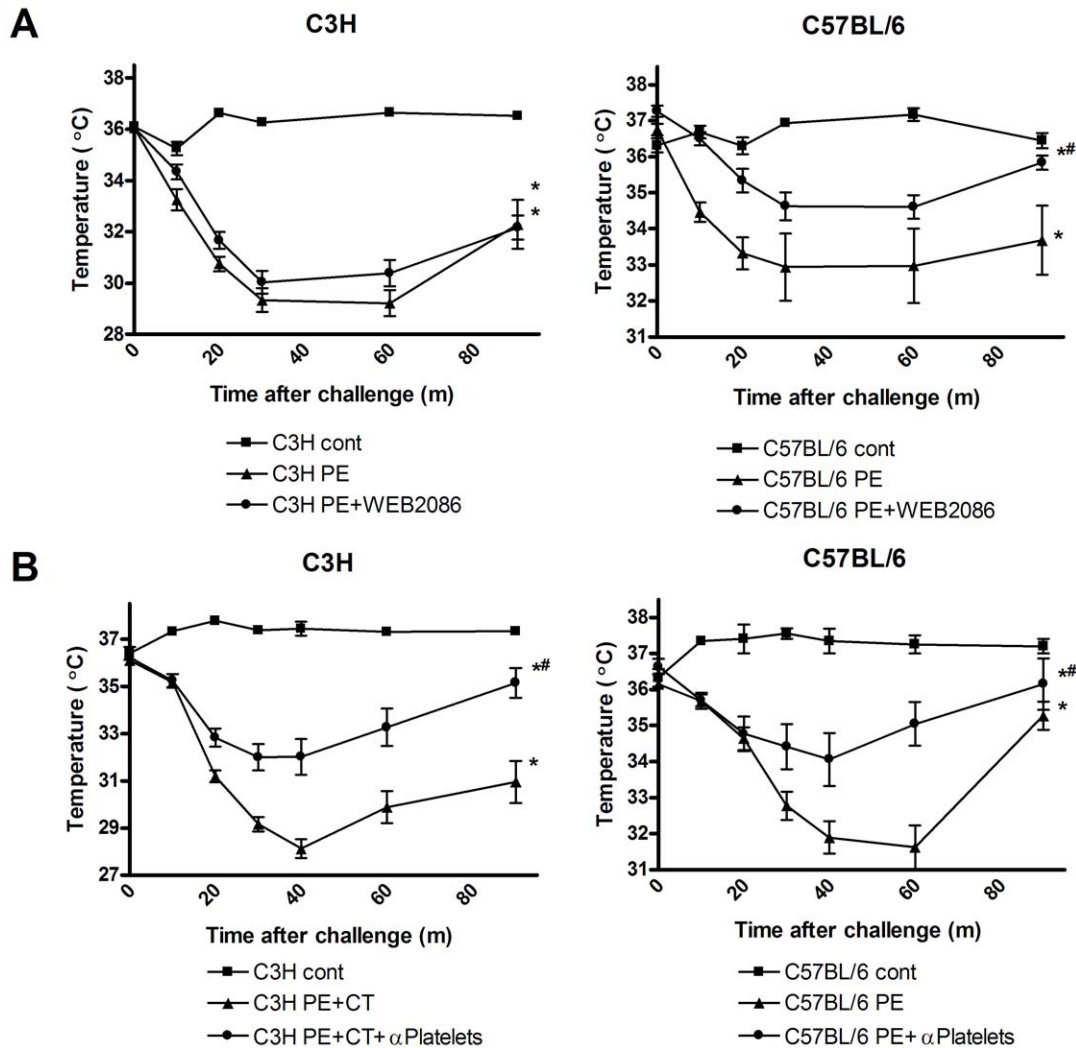 A
C3H
C57BL/6
Temperature ( °C)
38
36
34
32
30
28
*
*
0
20
40
60
80
Time after challenge (m)
C3H cont
C3H PE
C3H PE+WEB2086
Temperature ( °C)
38
37
36
35
34
33
32
31
*#
*
0
20
40
60
80
Time after challenge (m)
C57BL/6 cont
C57BL/6 PE
C57BL/6 PE+WEB2086
B
C3H
C57BL/6
Temperature ( °C)
37
35
33
31
29
27
*#
*
0
20
40
60
80
Time after challenge (m)
C3H cont
C3H PE+CT
C3H PE+CT+ αPlatelets
Temperature ( °C)
38
37
36
35
34
33
32
31
*#
*
0
20
40
60
80
Time after challenge (m)
C57BL/6 cont
C57BL/6 PE
C57BL/6 PE+ αPlatelets